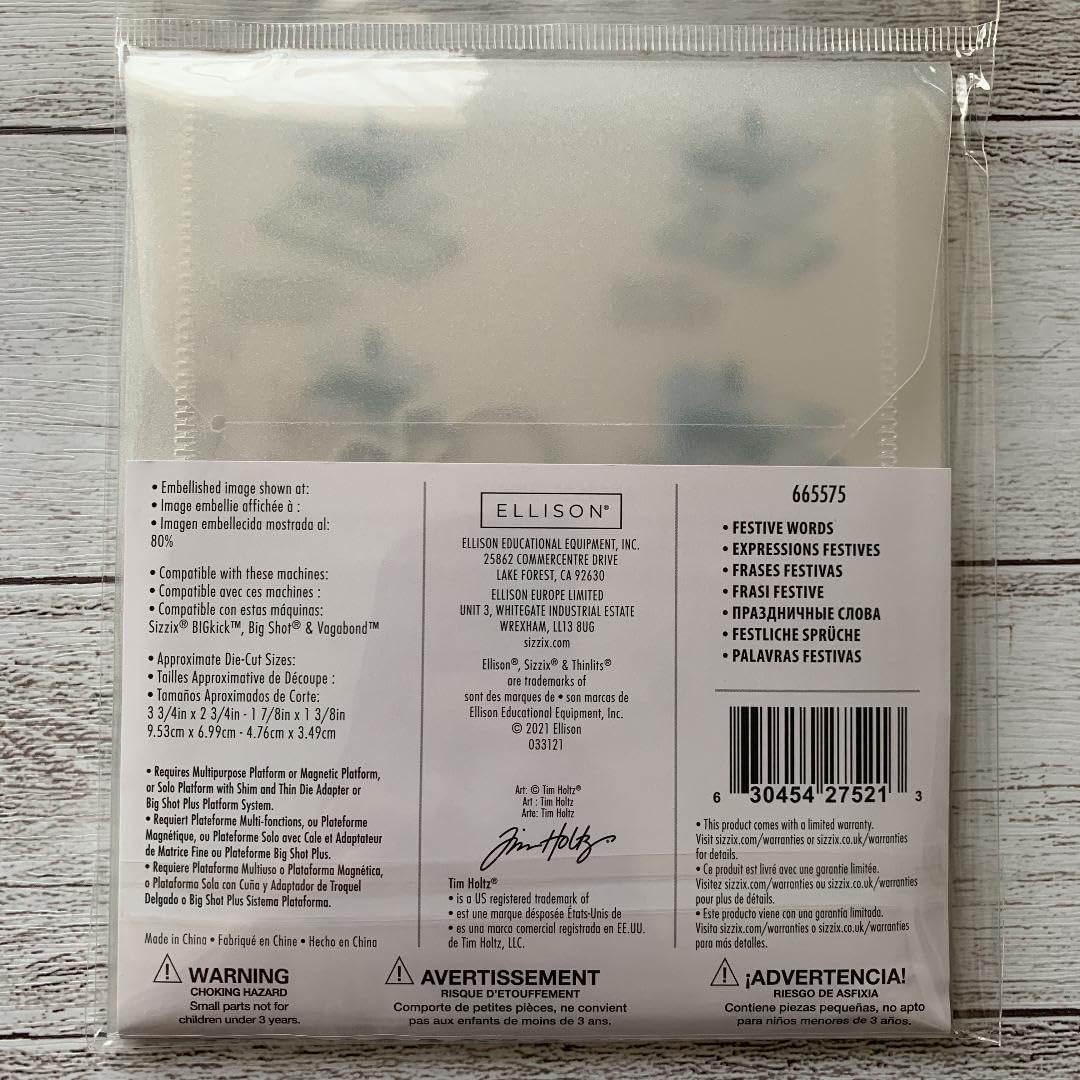 • Embellished image shown at:
• Image embellie affichée à :
• Imagen embellecida mostrada al:
80%
• Compatible with these machines:
• Compatible avec ces machines :
• Compatible con estas máquinas:
Sizzix® BIGkick™, Big Shot® & Vagabond™
• Approximate Die-Cut Sizes:
• Tailles Approximative de Découpe :
• Tamaños Aproximados de Corte:
3 3/4in x 2 3/4in - 1 7/8in x 1 3/8in
9.53cm x 6.99cm - 4.76cm x 3.49cm
• Requires Multipurpose Platform or Magnetic Platform,
or Solo Platform with Shim and Thin Die Adapter or
Big Shot Plus Platform System.
• Requiert Plateforme Multi-fonctions, ou Plateforme
Magnétique, ou Plateforme Solo avec Cale et Adaptateur
de Matrice Fine ou Plateforme Big Shot Plus.
• Requiere Plataforma Multiuso o Plataforma Magnética,
o Plataforma Sola con Cuña y Adaptador de Troquel
Delgado o Big Shot Plus Sistema Plataforma.
Made in China • Fabriqué en Chine • Hecho en China
ELLISON®
ELLISON EDUCATIONAL EQUIPMENT, INC.
25862 COMMERCENTRE DRIVE
LAKE FOREST, CA 92630
ELLISON EUROPE LIMITED
UNIT 3, WHITEGATE INDUSTRIAL ESTATE
WREXHAM, LL13 8UG
sizzix.com
Ellison®, Sizzix® & Thinlits®
are trademarks of
sont des marques de • son marcas de
Ellison Educational Equipment, Inc.
© 2021 Ellison
033121
Art: © Tim Holtz®
Art : Tim Holtz
Arte: Tim Holtz
Tim Holtz
Tim Holtz®
• is a US registered trademark of
• est une marque désposée États-Unis de
• es una marca comercial registrada en EE.UU.
de Tim Holtz, LLC.
665575
• FESTIVE WORDS
• EXPRESSIONS FESTIVES
• FRASES FESTIVAS
• FRASI FESTIVE
• ПРАЗДНИЧНЫЕ СЛОВА
• FESTLICHE SPRÜCHE
• PALAVRAS FESTIVAS
6 30454 27521 3
• This product comes with a limited warranty.
Visit sizzix.com/warranties or sizzix.co.uk/warranties
for details.
• Ce produit est livré avec une garantie limitée.
Visitez sizzix.com/warranties ou sizzix.co.uk/warranties
pour plus de détails.
• Este producto viene con una garantía limitada.
Visita sizzix.com/warranties o sizzix.co.uk/warranties
para más detalles.
WARNING
CHOKING HAZARD
Small parts not for
children under 3 years.
AVERTISSEMENT
RISQUE D'ETOUFFEMENT
Comporte de petites pièces, ne convient
pas aux enfants de moins de 3 ans.
¡ADVERTENCIA!
RIESGO DE ASFIXIA
Contiene piezas pequeñas, no apto
para niños menores de 3 años.